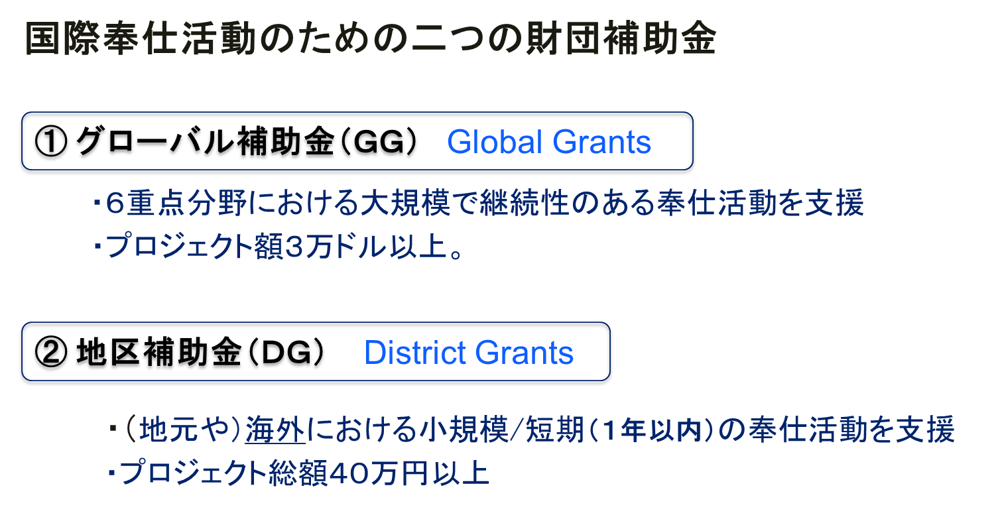 国際奉仕活動のための二つの財団補助金
① グローバル補助金（GG） Global Grants
・６重点分野における大規模で継続性のある奉仕活動を支援
・プロジェクト額３万ドル以上。
② 地区補助金（DG） District Grants
・（地元や）海外における小規模/短期（１年以内）の奉仕活動を支援
・プロジェクト総額４０万円以上